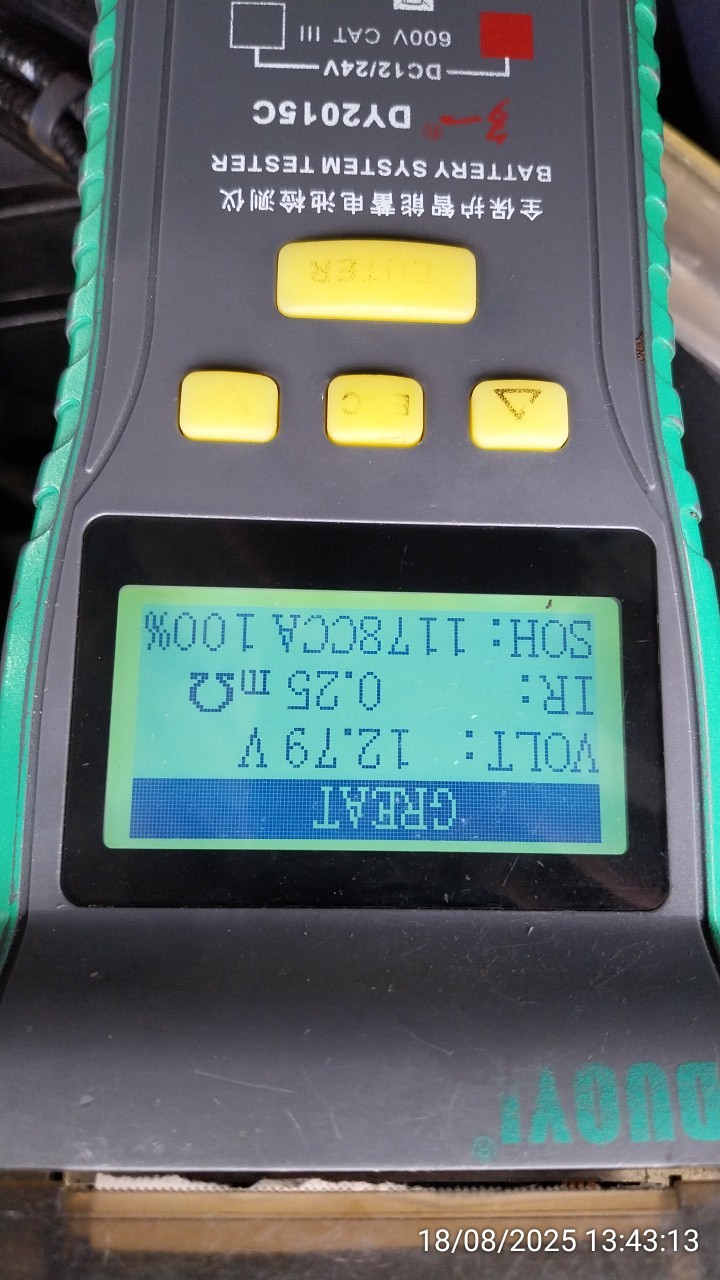 DUOYI®
GREAT
VOLT: 12.79 V
IR: 0.25 mΩ
SOH: 1178CCA 100%
ESC
ENTER
全保护智能蓄电池检测仪
BATTERY SYSTEM TESTER
DY2015C
DC12/24V
600V CAT III
18/08/2025 13:43:13